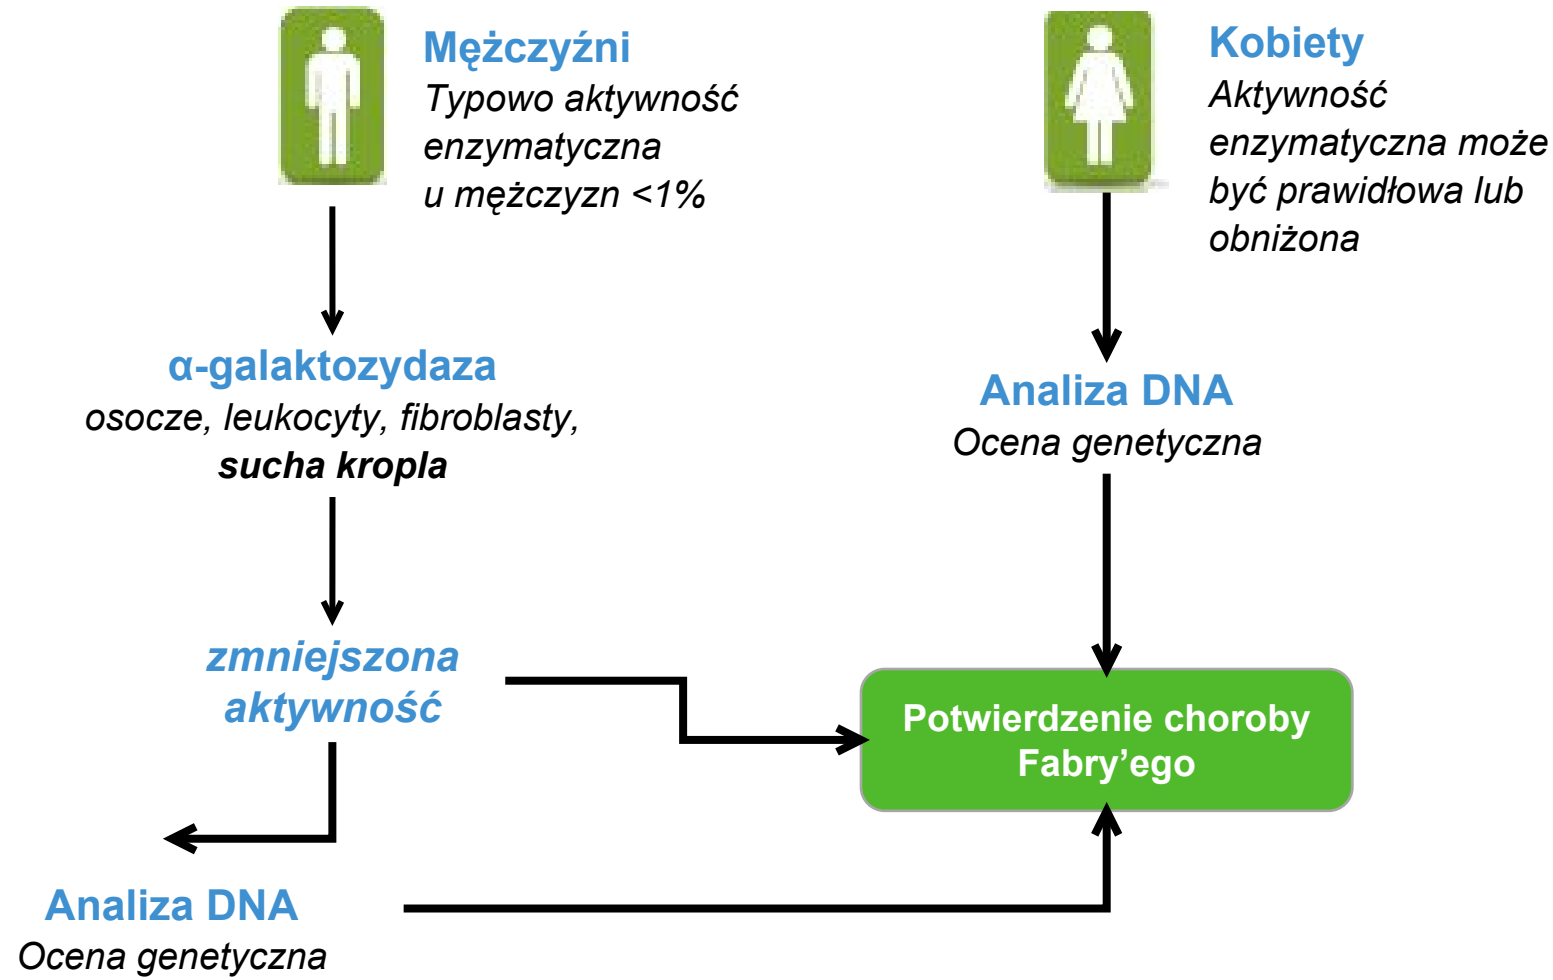 Mężczyźni
Typowo aktywność
enzymatyczna
u mężczyzn <1%
α-galaktozydaza
osocze, leukocyty, fibroblasty,
sucha kropla
zmniejszona
aktywność
Analiza DNA
Ocena genetyczna
Kobiety
Aktywność
enzymatyczna może
być prawidłowa lub
obniżona
Analiza DNA
Ocena genetyczna
Potwierdzenie choroby
Fabry’ego